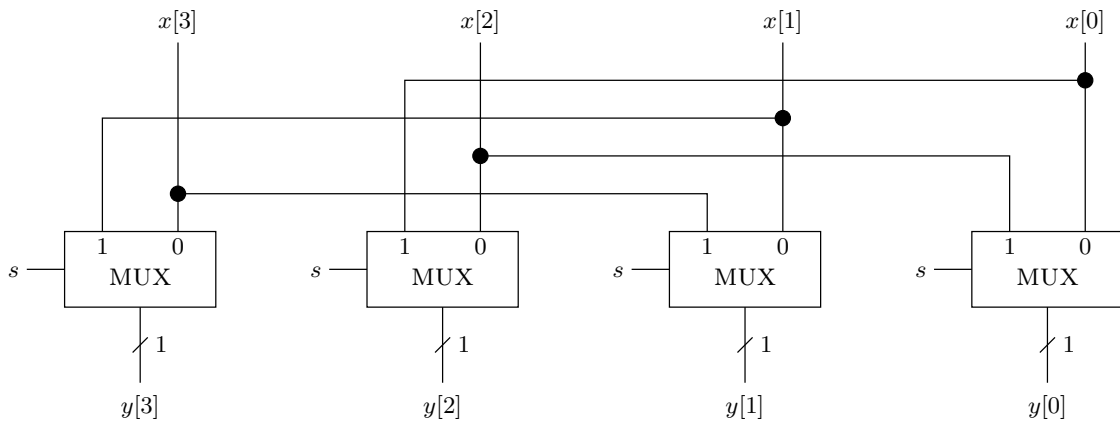 x[3] x[2] x[1] x[0]
1 0 1 0 1 0 1 0
s MUX s MUX s MUX s MUX
1 1 1 1
y[3] y[2] y[1] y[0]